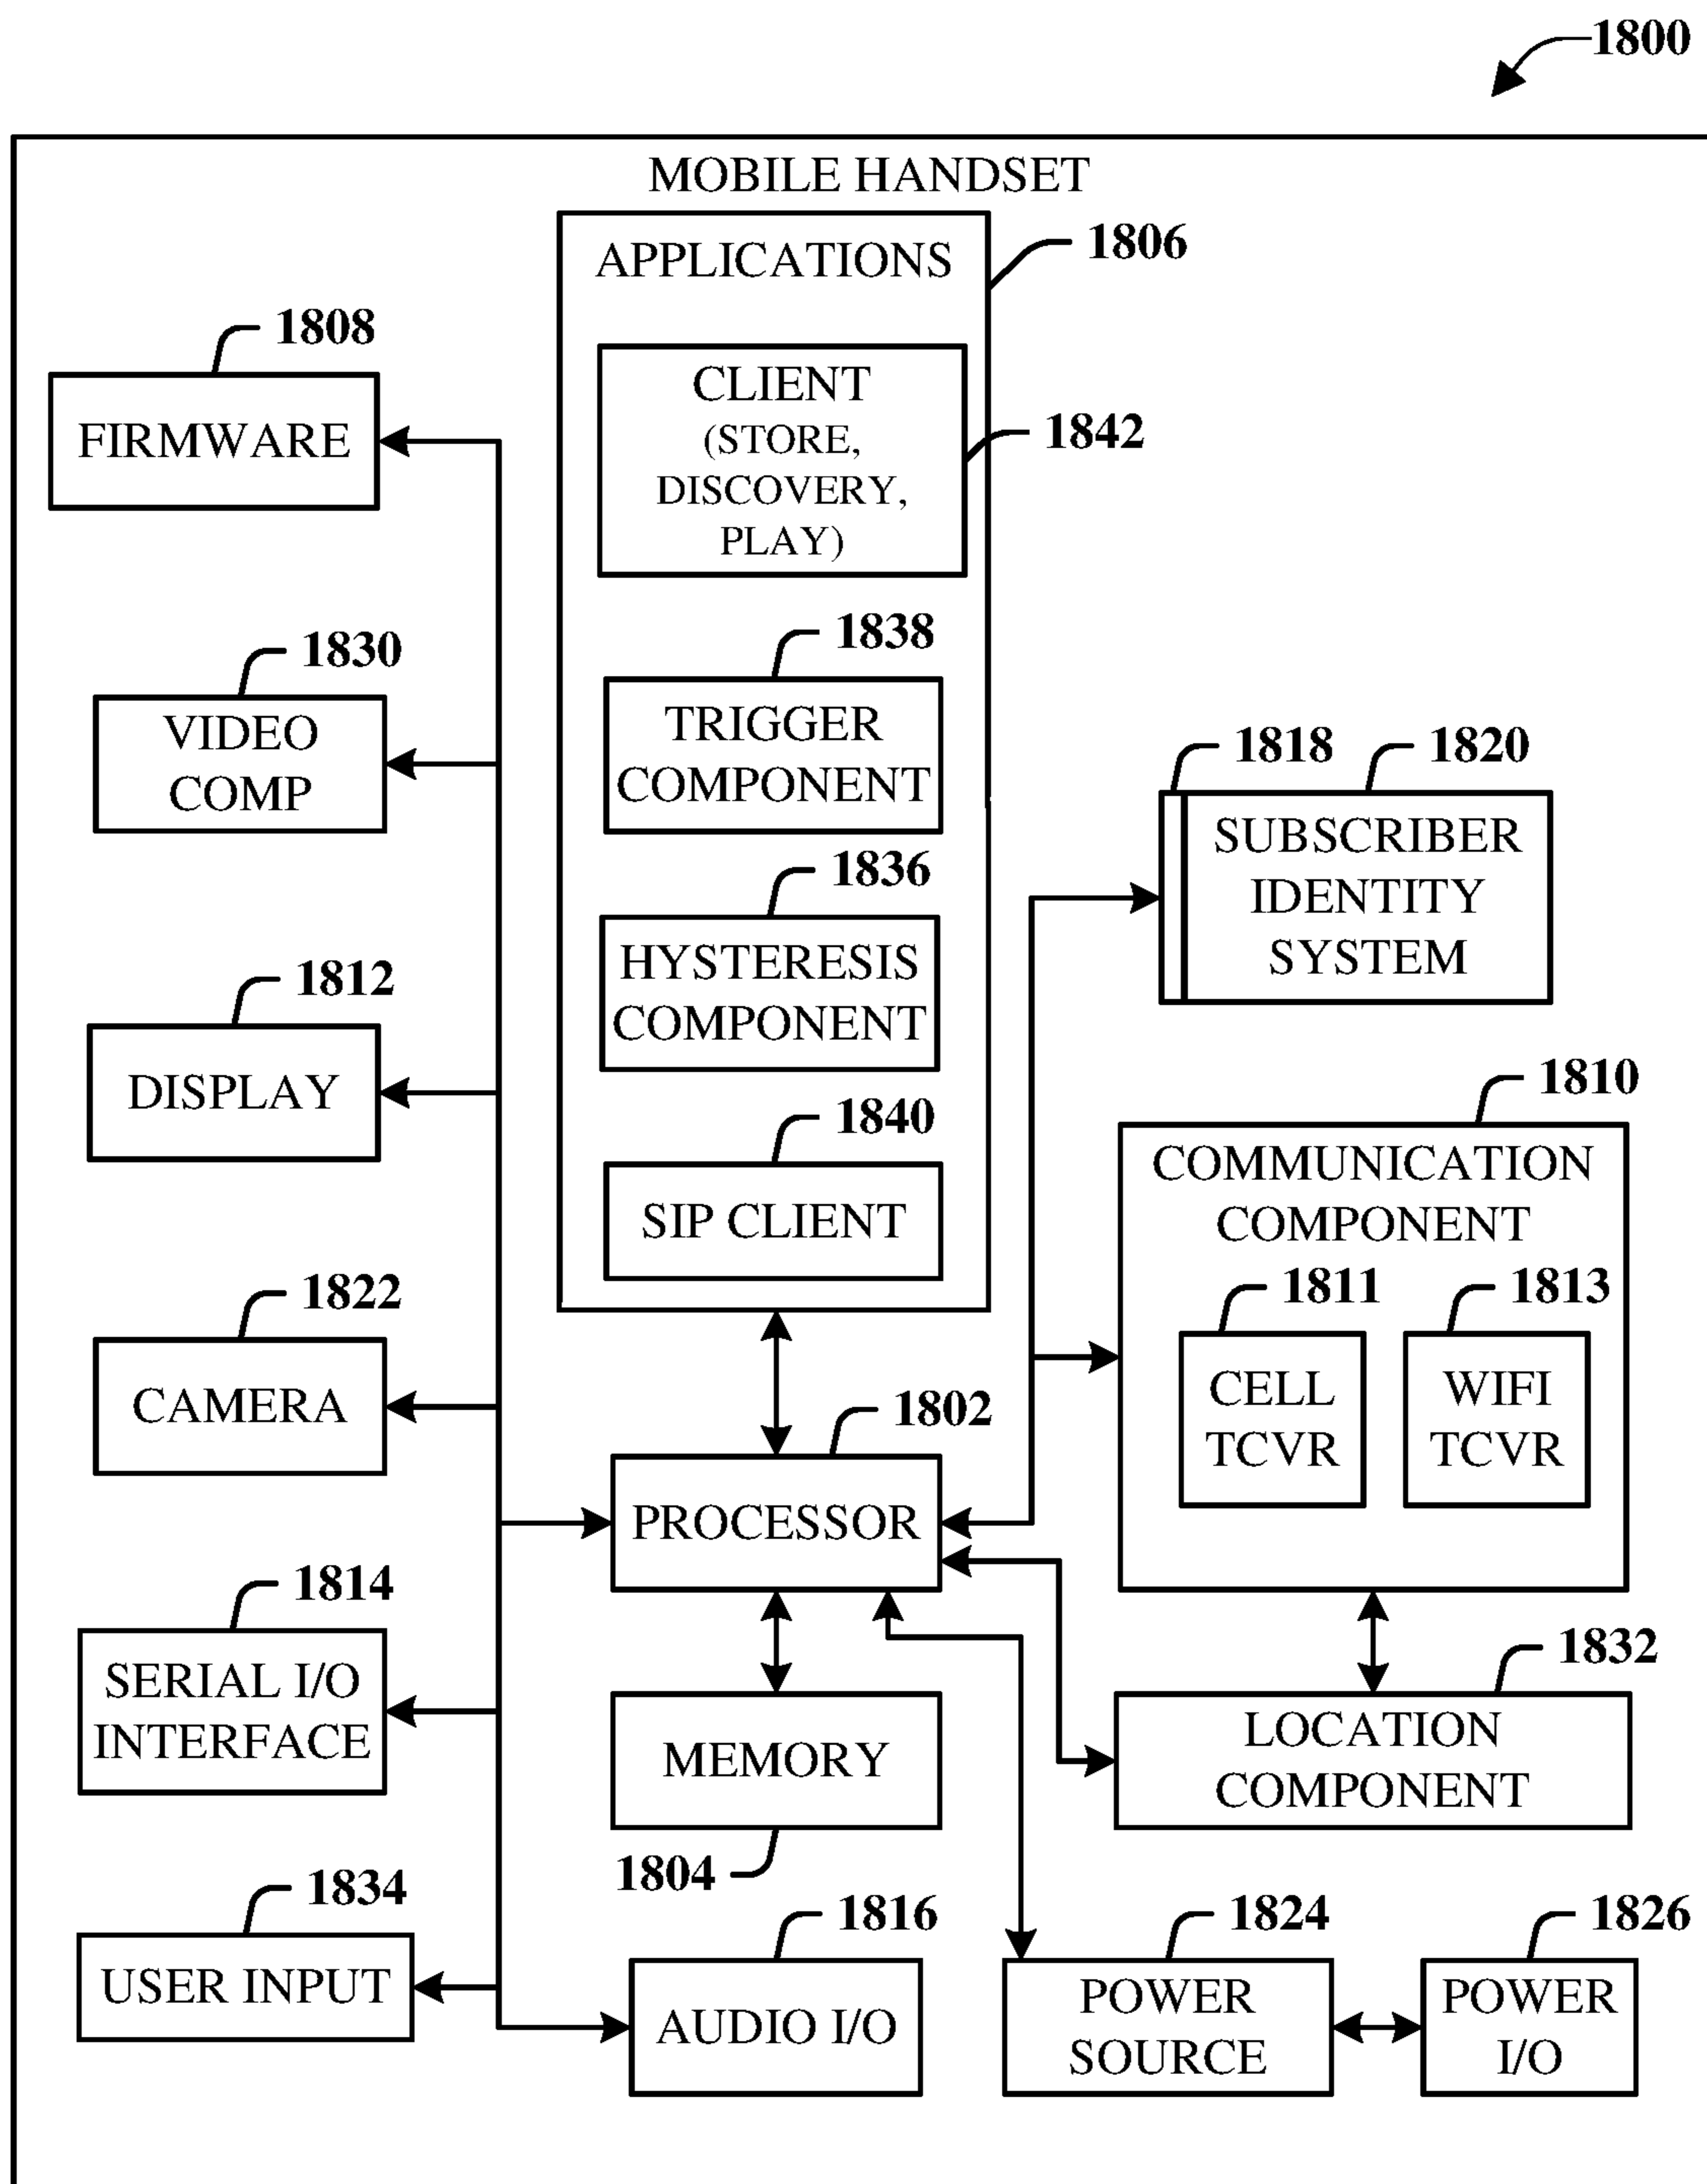 1800
MOBILE HANDSET
1806
APPLICATIONS
1842
CLIENT
(STORE,
DISCOVERY,
PLAY)
1838
TRIGGER
COMPONENT
1836
HYSTERESIS
COMPONENT
1840
SIP CLIENT
1808
FIRMWARE
1830
VIDEO
COMP
1812
DISPLAY
1822
CAMERA
1814
SERIAL I/O
INTERFACE
1834
USER INPUT
1802
PROCESSOR
MEMORY
1804
1816
AUDIO I/O
1818
1820
SUBSCRIBER
IDENTITY
SYSTEM
1810
COMMUNICATION
COMPONENT
1811
CELL
TCVR
1813
WIFI
TCVR
1832
LOCATION
COMPONENT
1824
POWER
SOURCE
1826
POWER
I/O